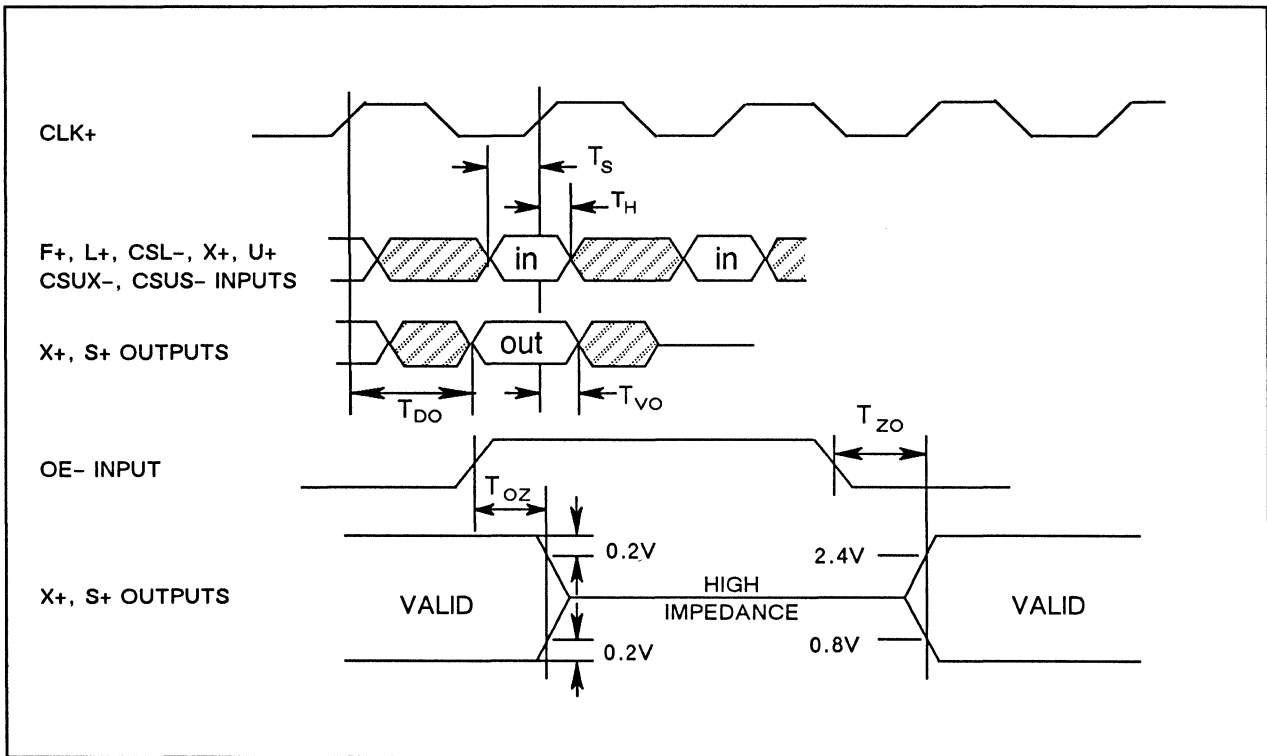 CLK+
T_S
T_H
F+, L+, CSL-, X+, U+
CSUX-, CSUS- INPUTS
in
in
X+, S+ OUTPUTS
out
T_DO
T_VO
T_ZO
OE- INPUT
T_OZ
0.2V
2.4V
X+, S+ OUTPUTS
VALID
HIGH
IMPEDANCE
VALID
0.2V
0.8V